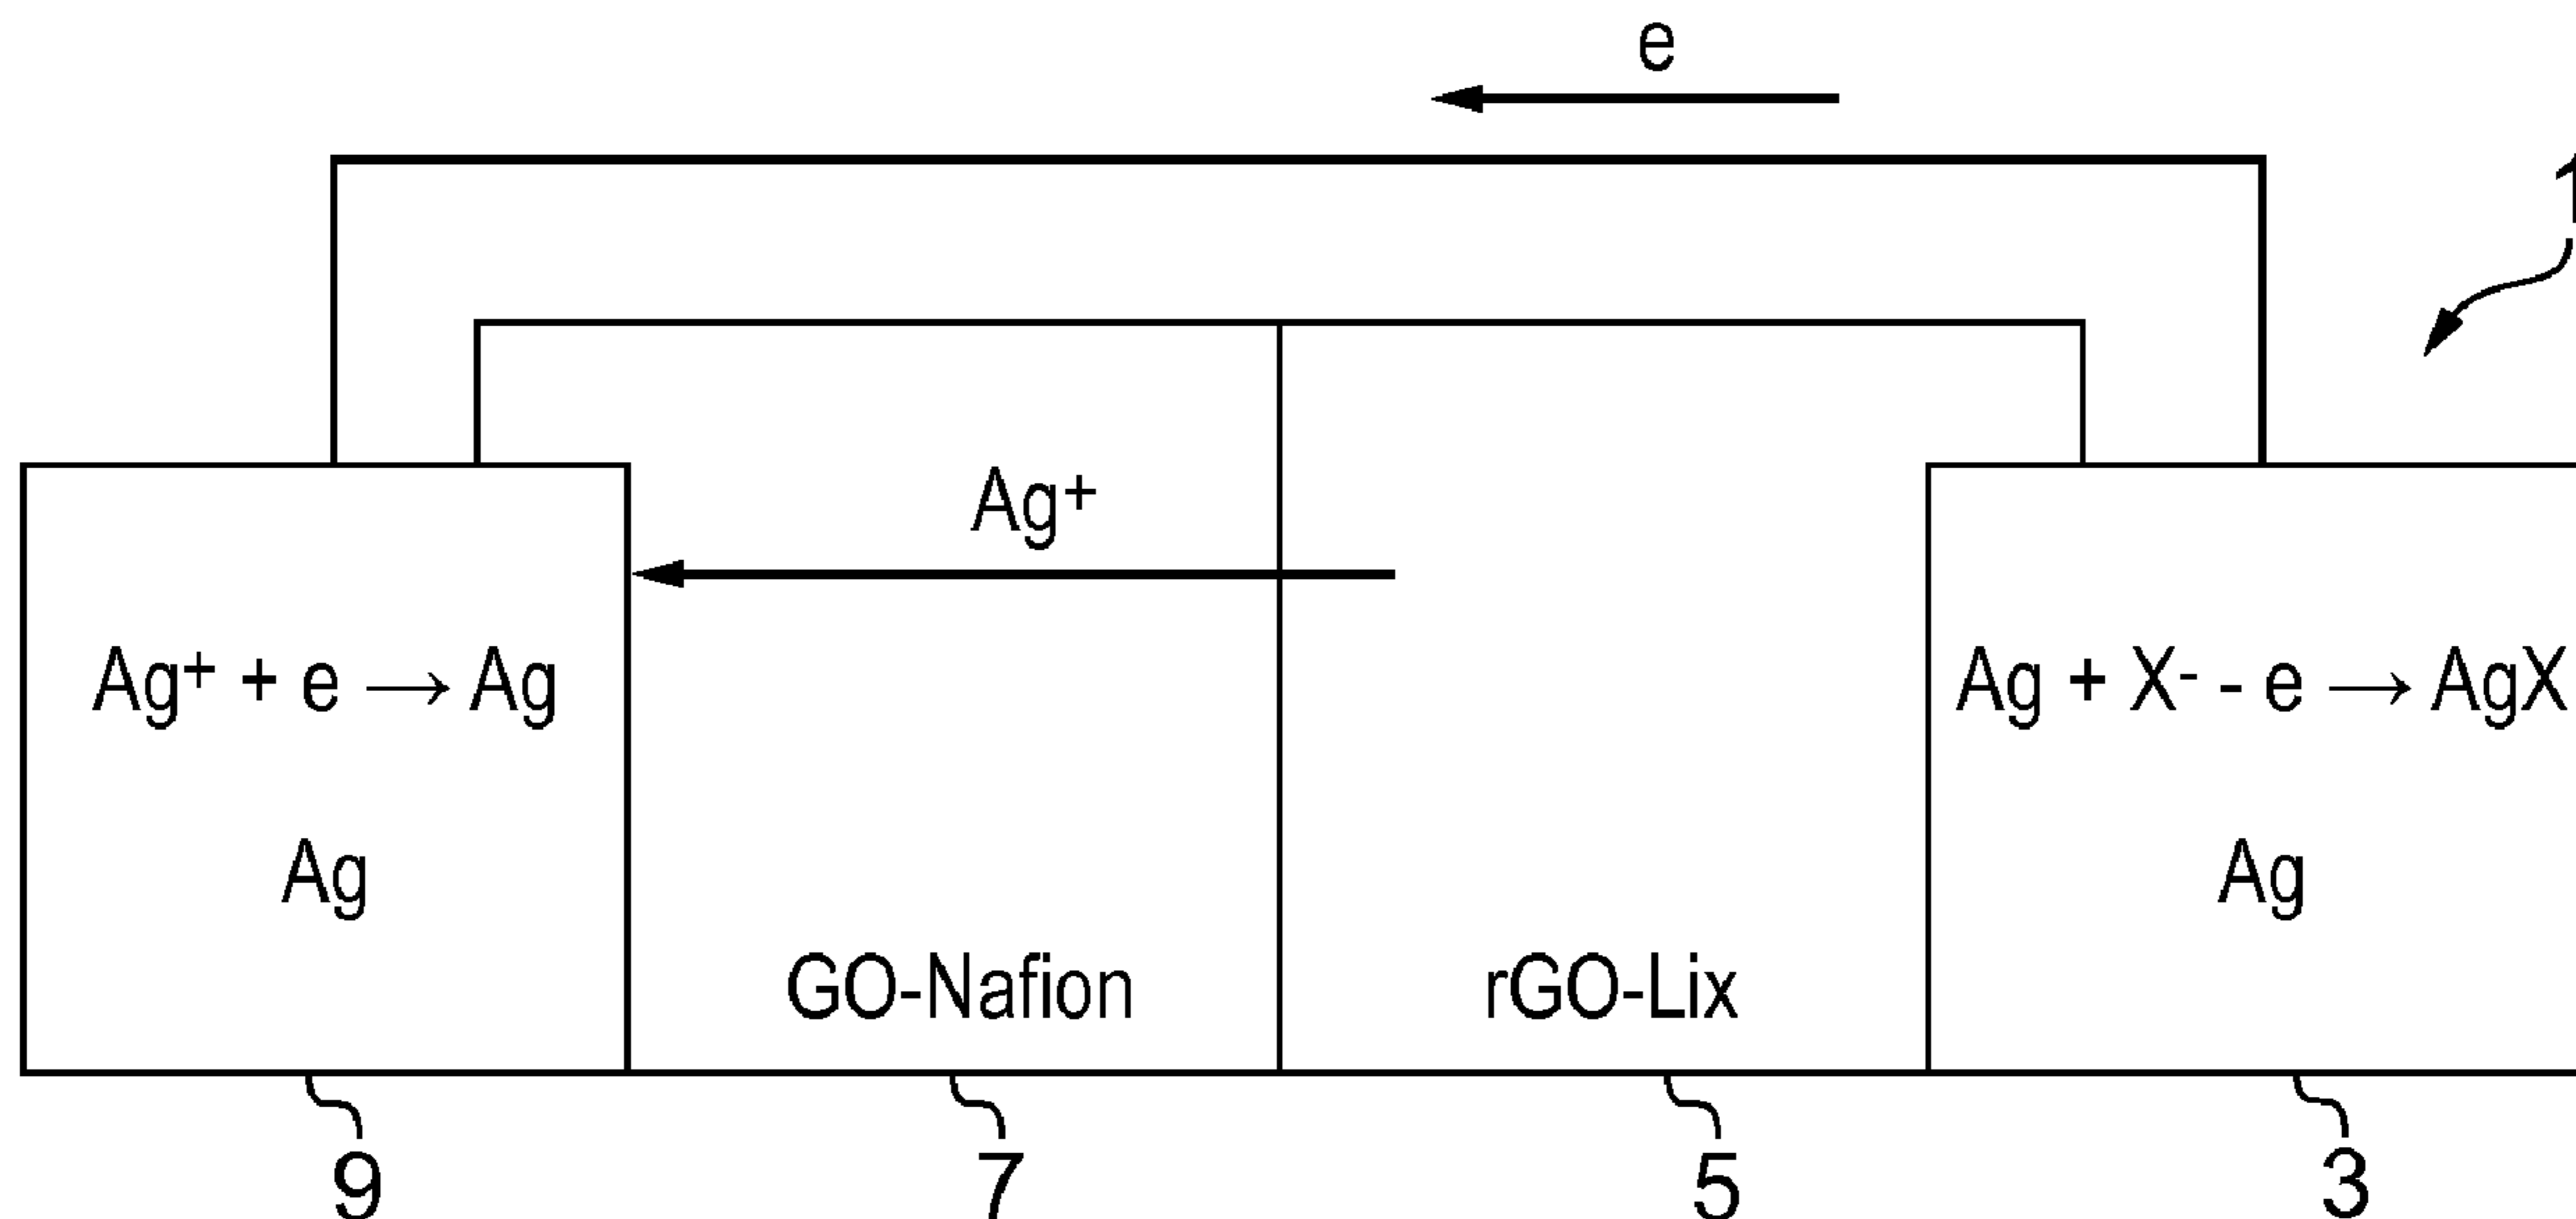 e
1
Ag⁺
Ag⁺ + e → Ag
Ag + X⁻ - e → AgX
Ag
Ag
GO-Nafion
rGO-Lix
9
7
5
3